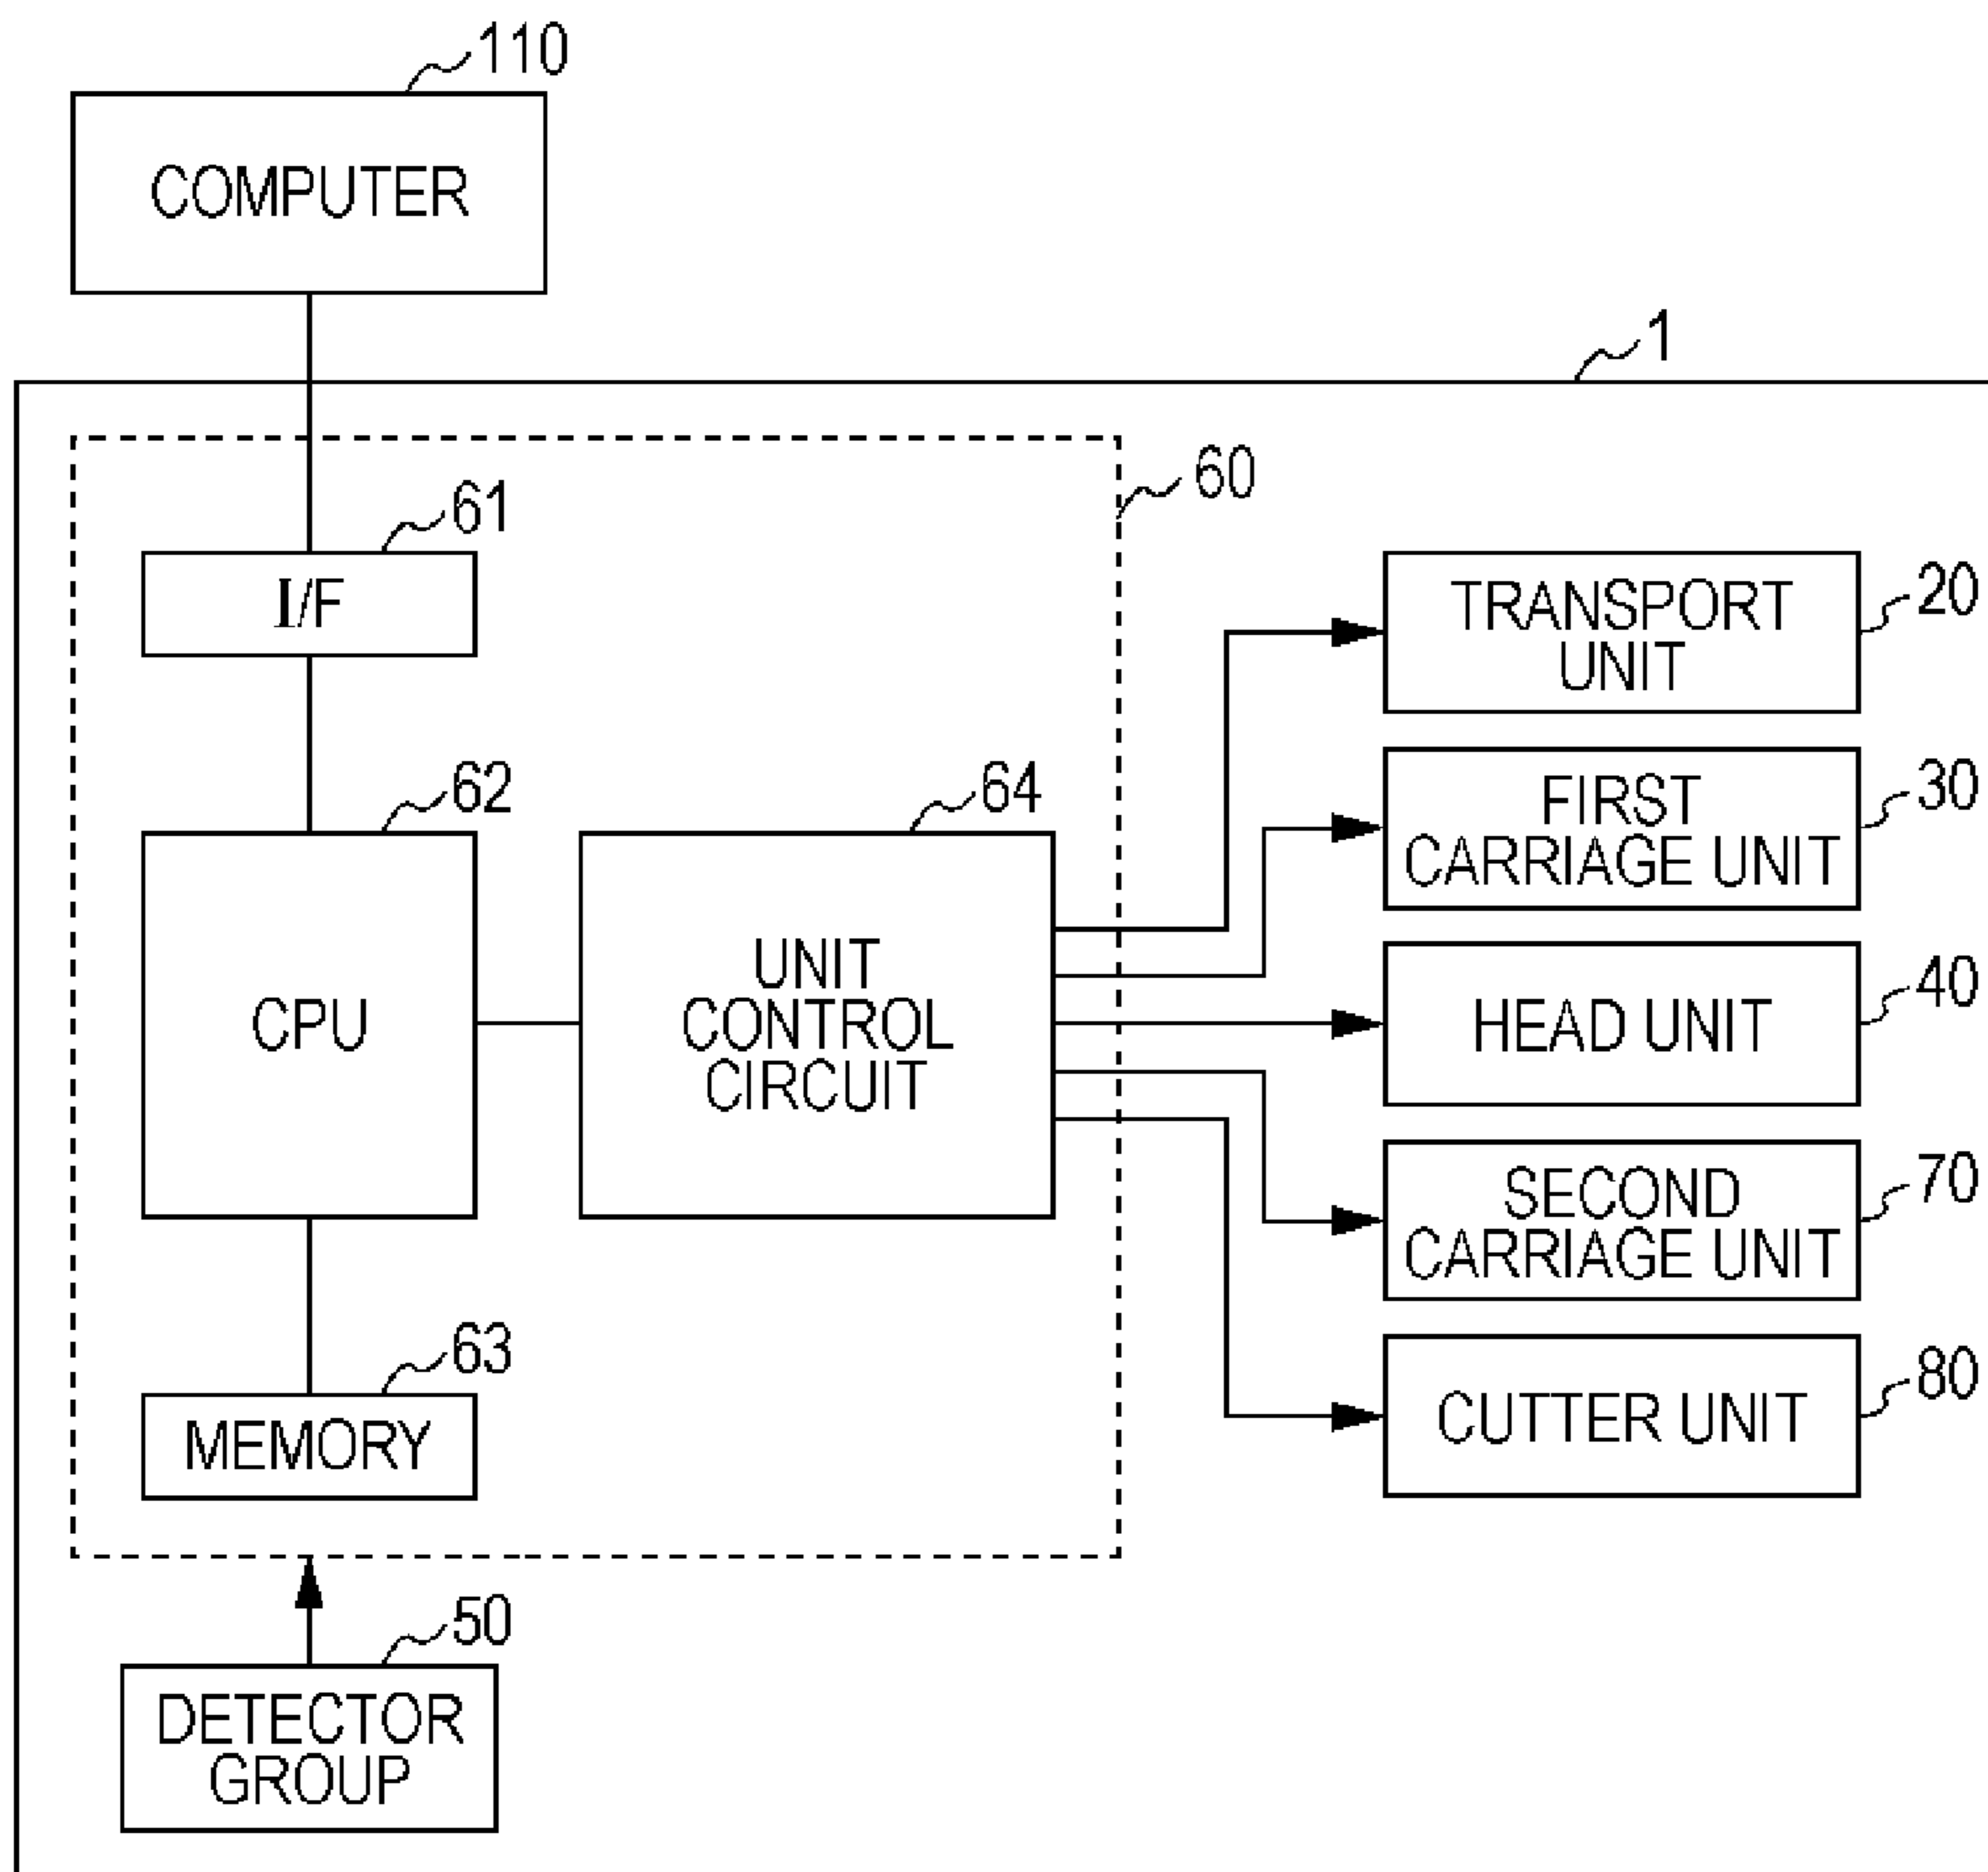 110
COMPUTER
1
60
61
I/F
TRANSPORT
UNIT
20
62
64
FIRST
CARRIAGE UNIT
30
CPU
UNIT
CONTROL
CIRCUIT
HEAD UNIT
40
SECOND
CARRIAGE UNIT
70
63
MEMORY
CUTTER UNIT
80
50
DETECTOR
GROUP